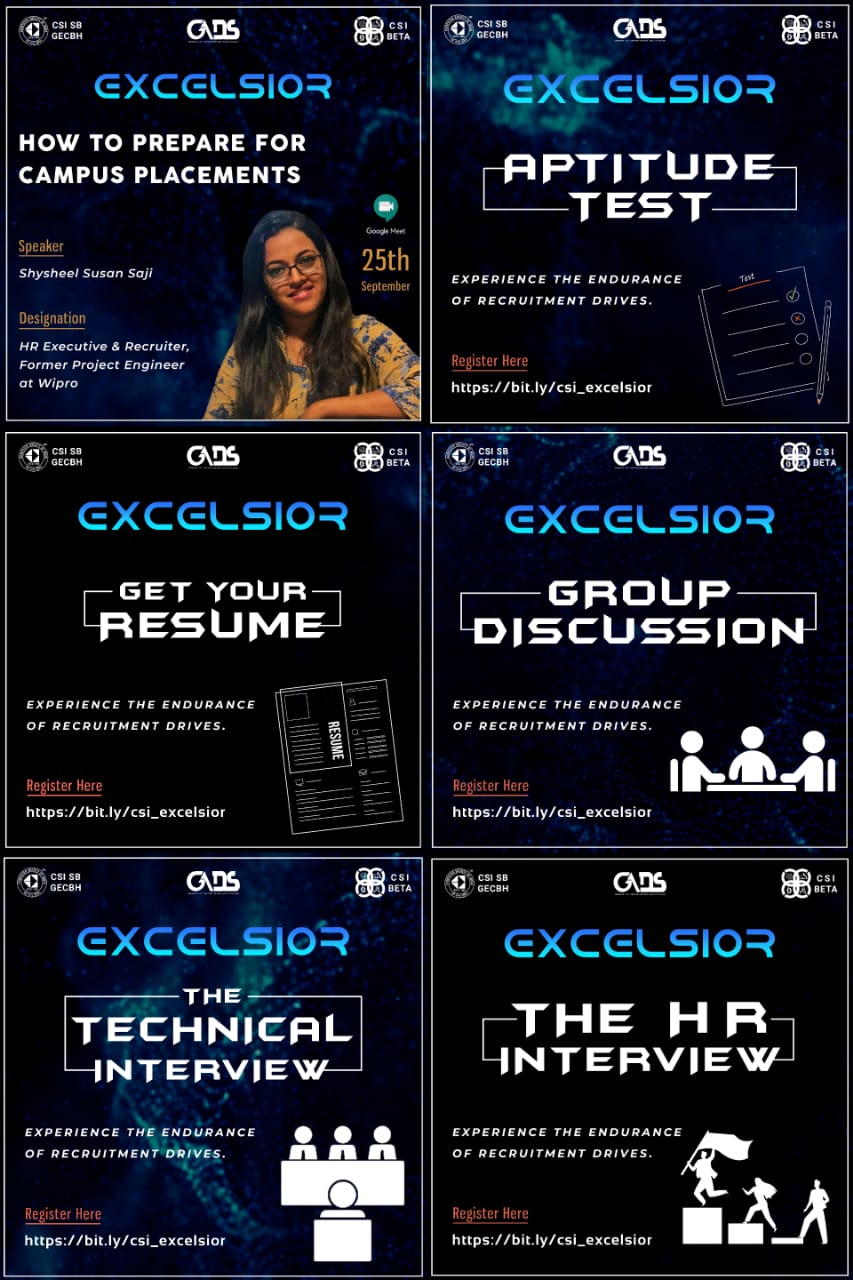 CSI SB
GECBH
CADS
CSI
BETA
EXCELSIOR
HOW TO PREPARE FOR
CAMPUS PLACEMENTS
Google Meet
25th
September
Speaker
Shysheel Susan Saji
Designation
HR Executive & Recruiter,
Former Project Engineer
at Wipro
CSI SB
GECBH
CADS
CSI
BETA
EXCELSIOR
APTITUDE
TEST
EXPERIENCE THE ENDURANCE
OF RECRUITMENT DRIVES.
Test
Register Here
https://bit.ly/csi_excelsior
CSI SB
GECBH
CADS
CSI
BETA
EXCELSIOR
GET YOUR
RESUME
EXPERIENCE THE ENDURANCE
OF RECRUITMENT DRIVES.
RESUME
Register Here
https://bit.ly/csi_excelsior
CSI SB
GECBH
CADS
CSI
BETA
EXCELSIOR
GROUP
DISCUSSION
EXPERIENCE THE ENDURANCE
OF RECRUITMENT DRIVES.
Register Here
https://bit.ly/csi_excelsior
CSI SB
GECBH
CADS
CSI
BETA
EXCELSIOR
THE
TECHNICAL
INTERVIEW
EXPERIENCE THE ENDURANCE
OF RECRUITMENT DRIVES.
Register Here
https://bit.ly/csi_excelsior
CSI SB
GECBH
CADS
CSI
BETA
EXCELSIOR
THE HR
INTERVIEW
EXPERIENCE THE ENDURANCE
OF RECRUITMENT DRIVES.
Register Here
https://bit.ly/csi_excelsior